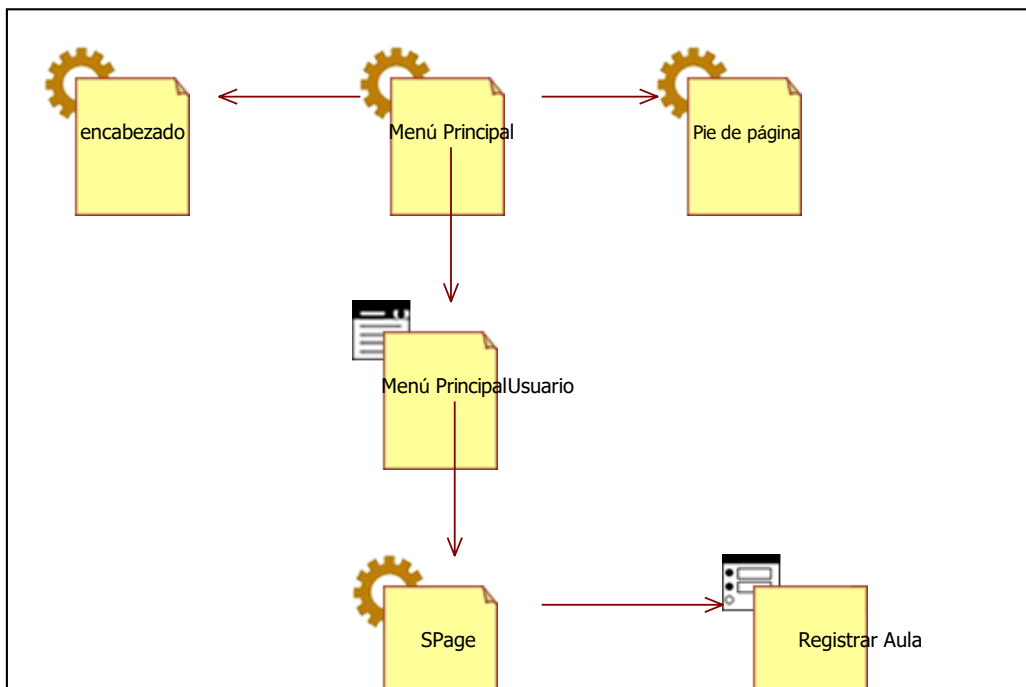 encabezado
Menú Principal
Pie de página
Menú PrincipalUsuario
SPage
Registrar Aula